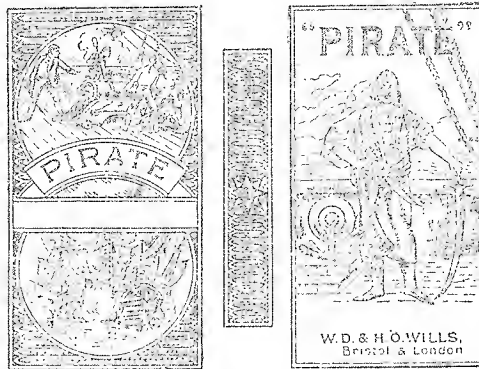 PIRATE
"PIRATE"
W.D. & H.O. WILLS,
Bristol & London